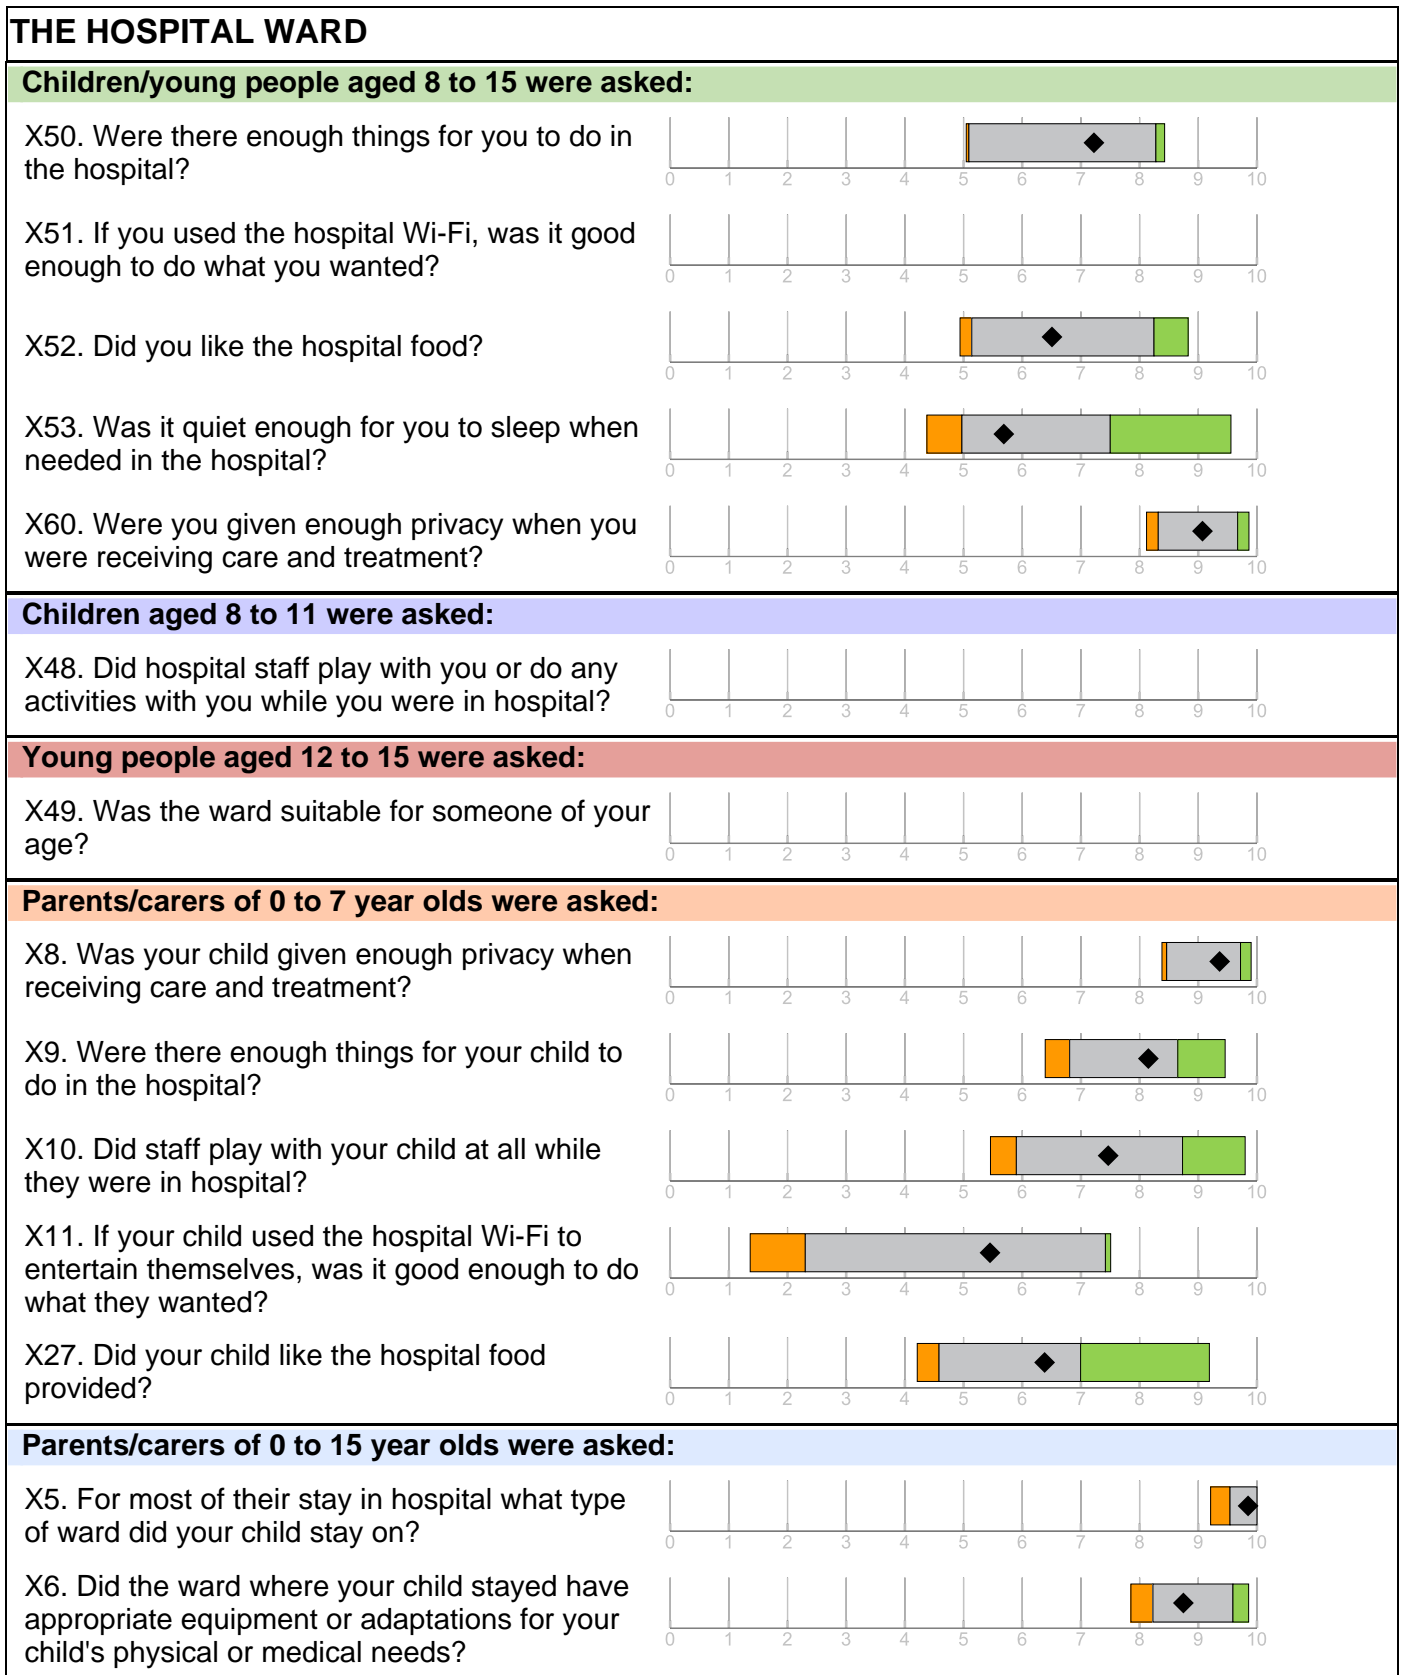 THE HOSPITAL WARD
Children/young people aged 8 to 15 were asked:
X50. Were there enough things for you to do in
the hospital?
0 1 2 3 4 5 6 7 8 9 10
X51. If you used the hospital Wi-Fi, was it good
enough to do what you wanted?
0 1 2 3 4 5 6 7 8 9 10
X52. Did you like the hospital food?
0 1 2 3 4 5 6 7 8 9 10
X53. Was it quiet enough for you to sleep when
needed in the hospital?
0 1 2 3 4 5 6 7 8 9 10
X60. Were you given enough privacy when you
were receiving care and treatment?
0 1 2 3 4 5 6 7 8 9 10
Children aged 8 to 11 were asked:
X48. Did hospital staff play with you or do any
activities with you while you were in hospital?
0 1 2 3 4 5 6 7 8 9 10
Young people aged 12 to 15 were asked:
X49. Was the ward suitable for someone of your
age?
0 1 2 3 4 5 6 7 8 9 10
Parents/carers of 0 to 7 year olds were asked:
X8. Was your child given enough privacy when
receiving care and treatment?
0 1 2 3 4 5 6 7 8 9 10
X9. Were there enough things for your child to
do in the hospital?
0 1 2 3 4 5 6 7 8 9 10
X10. Did staff play with your child at all while
they were in hospital?
0 1 2 3 4 5 6 7 8 9 10
X11. If your child used the hospital Wi-Fi to
entertain themselves, was it good enough to do
what they wanted?
0 1 2 3 4 5 6 7 8 9 10
X27. Did your child like the hospital food
provided?
0 1 2 3 4 5 6 7 8 9 10
Parents/carers of 0 to 15 year olds were asked:
X5. For most of their stay in hospital what type
of ward did your child stay on?
0 1 2 3 4 5 6 7 8 9 10
X6. Did the ward where your child stayed have
appropriate equipment or adaptations for your
child's physical or medical needs?
0 1 2 3 4 5 6 7 8 9 10